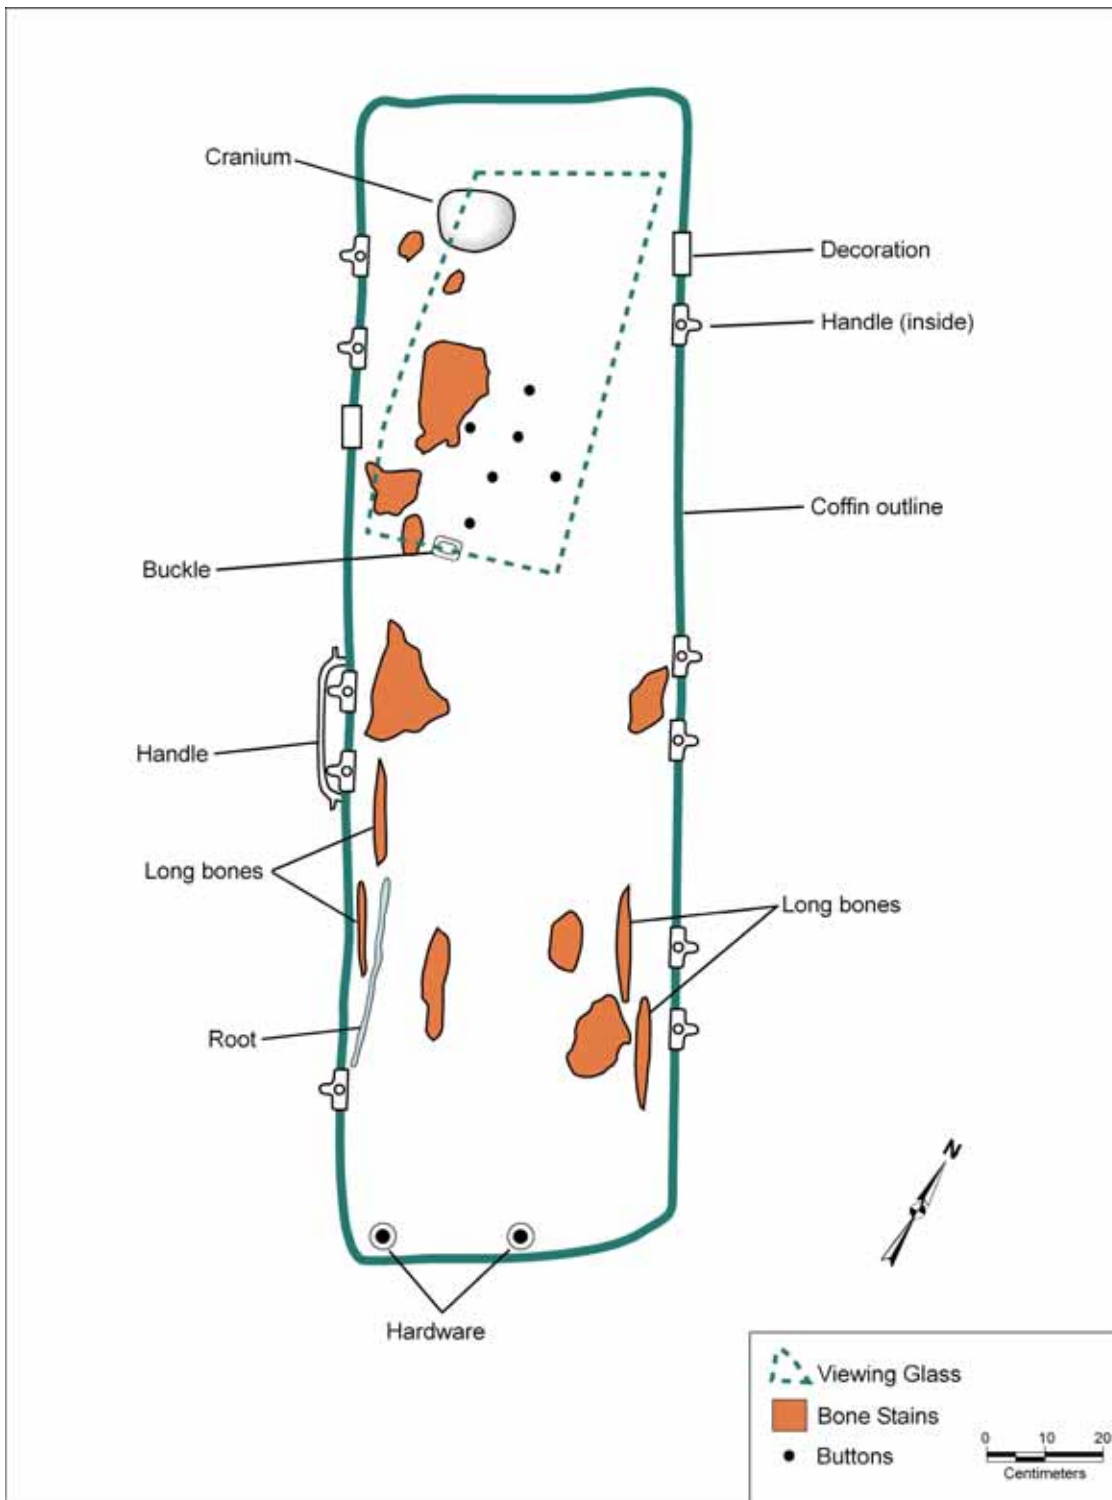 Cranium
Decoration
Handle (inside)
Coffin outline
Buckle
Handle
Long bones
Long bones
Root
N
Hardware
Viewing Glass
Bone Stains
Buttons
0 10 20
Centimeters